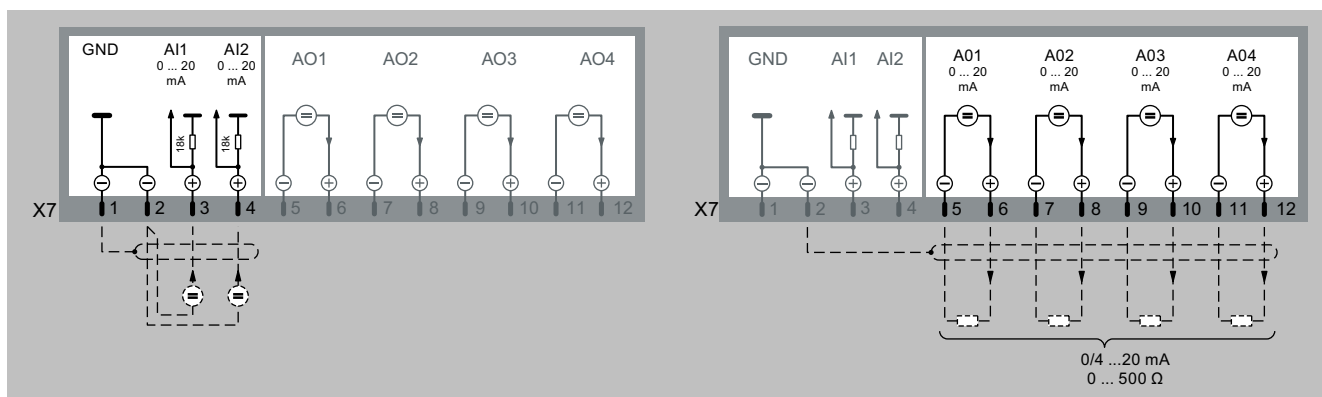 GND AI1 AI2 AO1 AO2 AO3 AO4
0 ... 20 0 ... 20
mA mA
18k 18k
X7 1 2 3 4 5 6 7 8 9 10 11 12
GND AI1 AI2 A01 A02 A03 A04
0 ... 20 0 ... 20 0 ... 20 0 ... 20
mA mA mA mA
X7 1 2 3 4 5 6 7 8 9 10 11 12
0/4 ...20 mA
0 ... 500 Ω